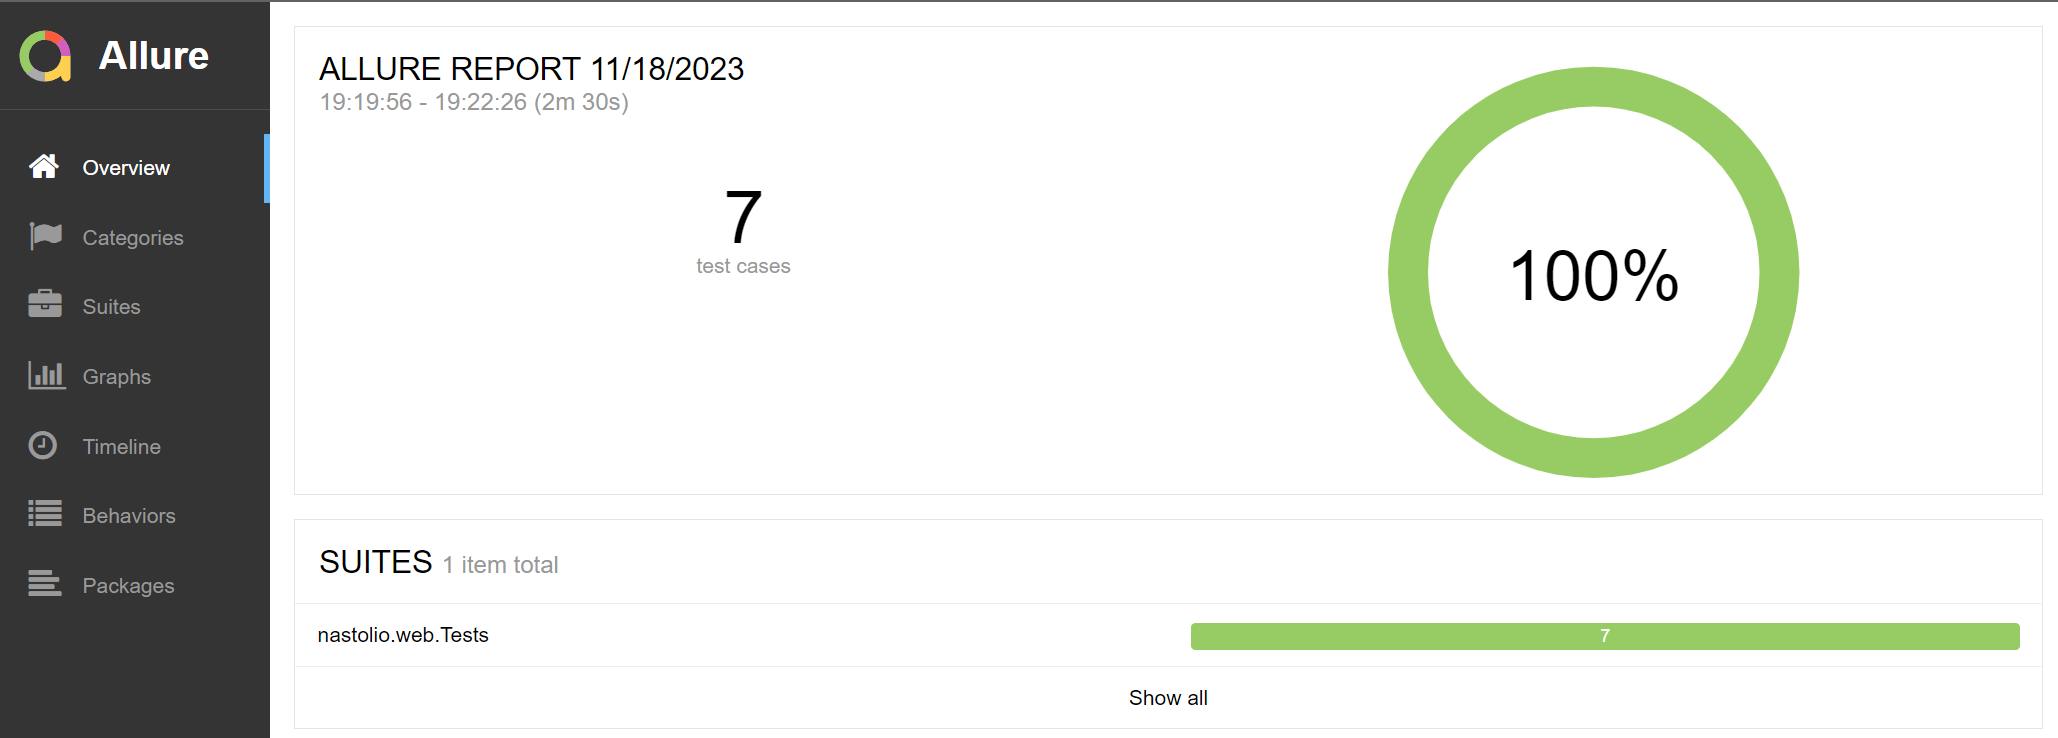 Allure
Overview
Categories
Suites
Graphs
Timeline
Behaviors
Packages
ALLURE REPORT 11/18/2023
19:19:56 - 19:22:26 (2m 30s)
7
test cases
100%
SUITES 1 item total
nastolio.web.Tests
7
Show all